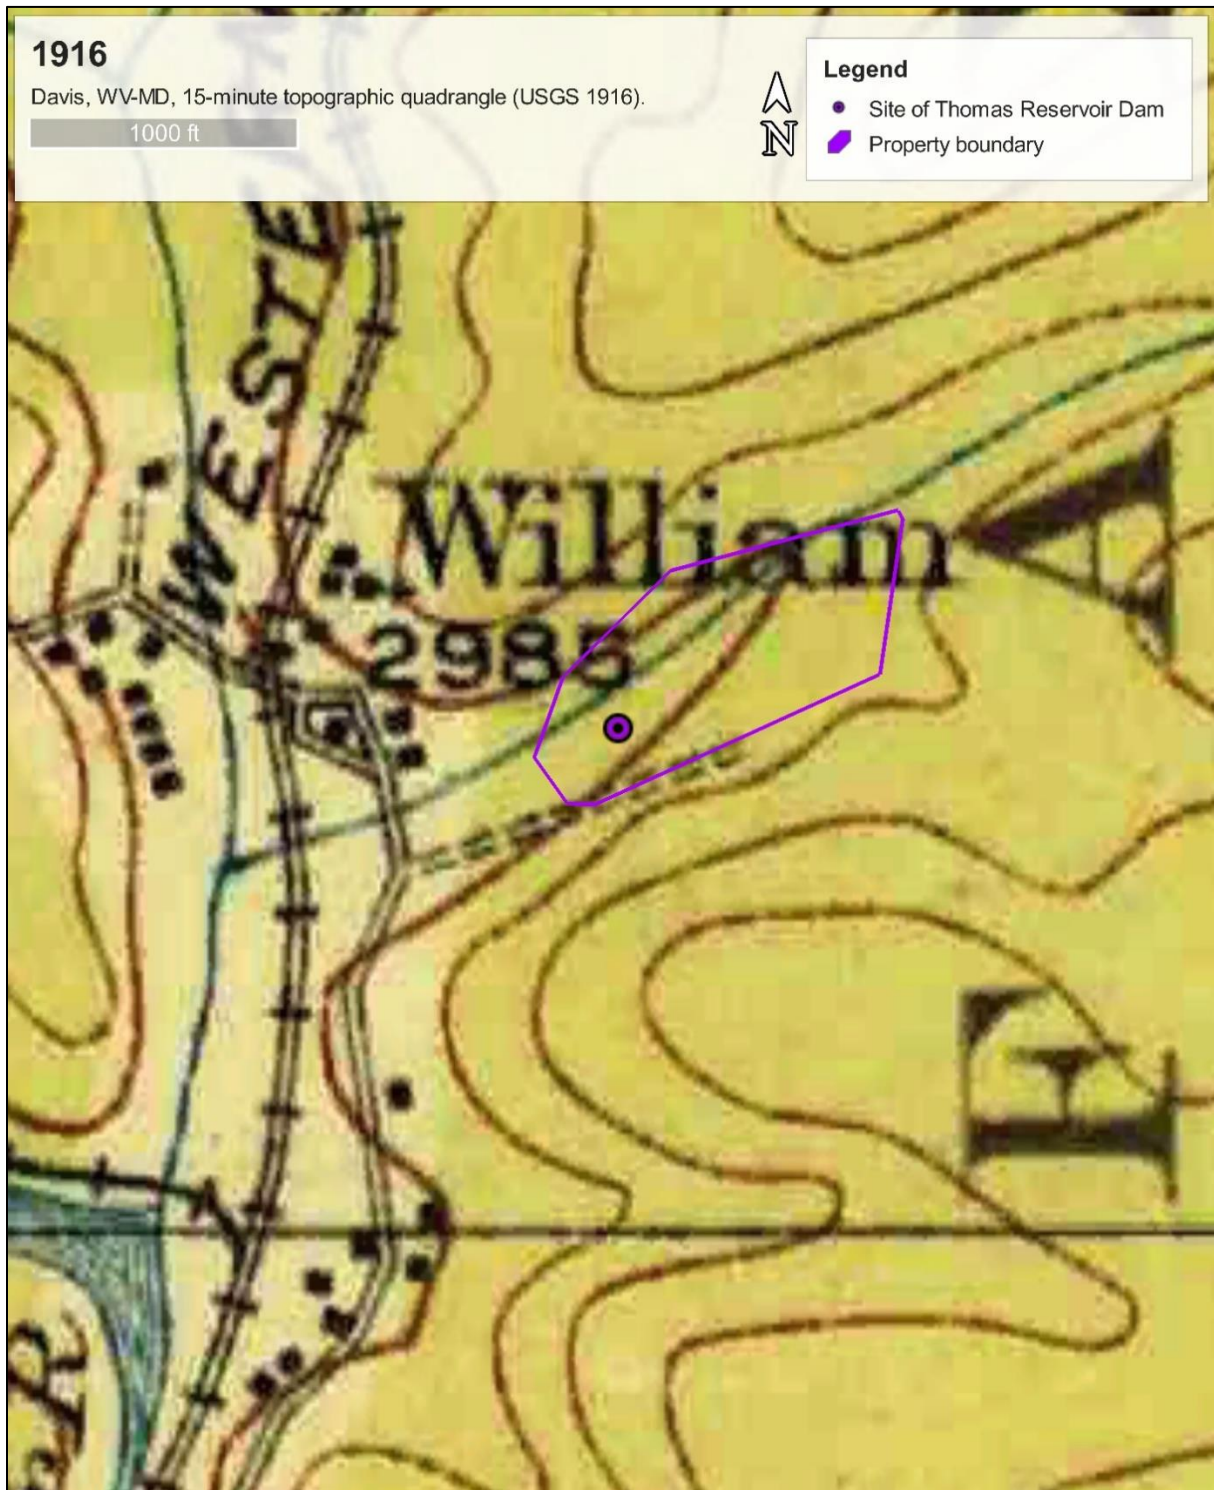 1916
Davis, WV-MD, 15-minute topographic quadrangle (USGS 1916).
1000 ft
N
Legend
Site of Thomas Reservoir Dam
Property boundary
WESTE
William
2985
A
E